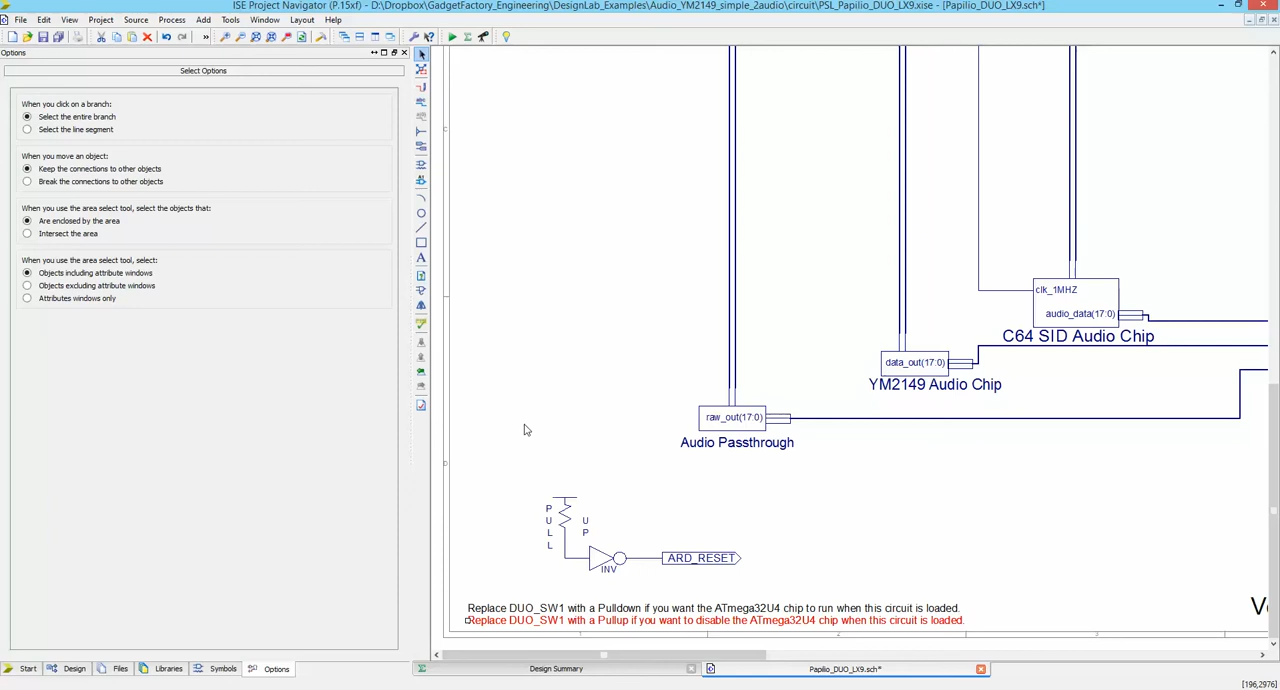 ISE Project Navigator (P.15xf) - D:\Dropbox\GadgetFactory_Engineering\DesignLab_Examples\Audio_YM2149_simple_2audio\circuit\PSL_Papilio_DUO_LX9.xise - [Papilio_DUO_LX9.sch*]
File Edit View Project Source Process Add Tools Window Layout Help
Options
Select Options
When you click on a branch:
Select the entire branch
Select the line segment
When you move an object:
Keep the connections to other objects
Break the connections to other objects
When you use the area select tool, select the objects that:
Are enclosed by the area
Intersect the area
When you use the area select tool, select:
Objects including attribute windows
Objects excluding attribute windows
Attributes windows only
C
D
clk_1MHZ
audio_data(17:0)
C64 SID Audio Chip
data_out(17:0)
YM2149 Audio Chip
raw_out(17:0)
Audio Passthrough
PULL UP
INV
ARD_RESET
Replace DUO_SW1 with a Pulldown if you want the ATmega32U4 chip to run when this circuit is loaded.
Replace DUO_SW1 with a Pullup if you want to disable the ATmega32U4 chip when this circuit is loaded.
1 2 3
Start Design Files Libraries Symbols Options
Design Summary
Papilio_DUO_LX9.sch*
[196,2976]